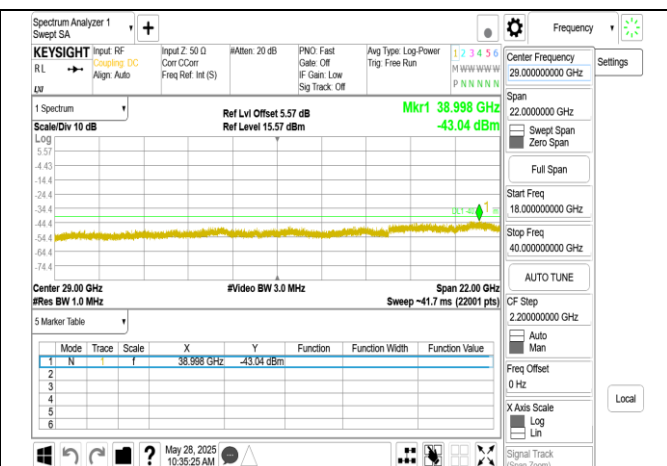 Spectrum Analyzer 1
Swept SA
+
Frequency
KEYSIGHT
RL
Input: RF
Coupling: DC
Align: Auto
Input Z: 50 Ω
Corr CCorr
Freq Ref: Int (S)
#Atten: 20 dB
PNO: Fast
Gate: Off
IF Gain: Low
Sig Track: Off
Avg Type: Log-Power
Trig: Free Run
1 2 3 4 5 6
M W W W W W
P N N N N N
LXI
1 Spectrum
Scale/Div 10 dB
Ref Lvl Offset 5.57 dB
Ref Level 15.57 dBm
Mkr1 38.998 GHz
-43.04 dBm
Log
5.57
-4.43
-14.4
-24.4
-34.4
-44.4
-54.4
-64.4
-74.4
1
Center 29.00 GHz
#Res BW 1.0 MHz
#Video BW 3.0 MHz
Span 22.00 GHz
Sweep ~41.7 ms (22001 pts)
5 Marker Table
Mode Trace Scale X Y Function Function Width Function Value
1 N 1 f 38.998 GHz -43.04 dBm
2
3
4
5
6
May 28, 2025
10:35:25 AM
?
Center Frequency
29.00000000 GHz
Settings
Span
22.0000000 GHz
Swept Span
Zero Span
Full Span
Start Freq
18.000000000 GHz
Stop Freq
40.000000000 GHz
AUTO TUNE
CF Step
2.200000000 GHz
Auto
Man
Freq Offset
0 Hz
X Axis Scale
Log
Lin
Local
Signal Track
(Span Zoom)